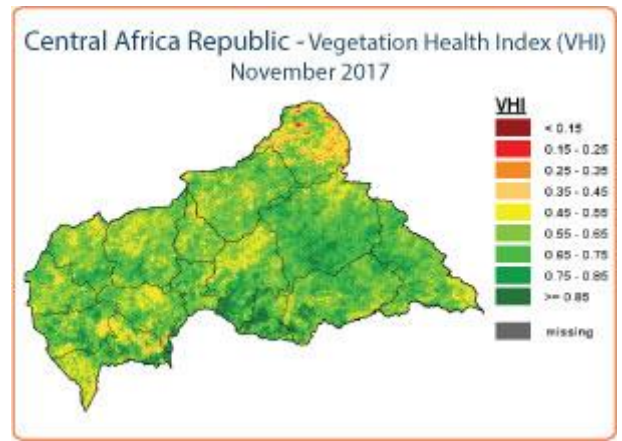 Central Africa Republic - Vegetation Health Index (VHI)
November 2017
VHI
< 0.15
0.15 - 0.25
0.25 - 0.35
0.35 - 0.45
0.45 - 0.55
0.55 - 0.65
0.65 - 0.75
0.75 - 0.85
>= 0.85
missing